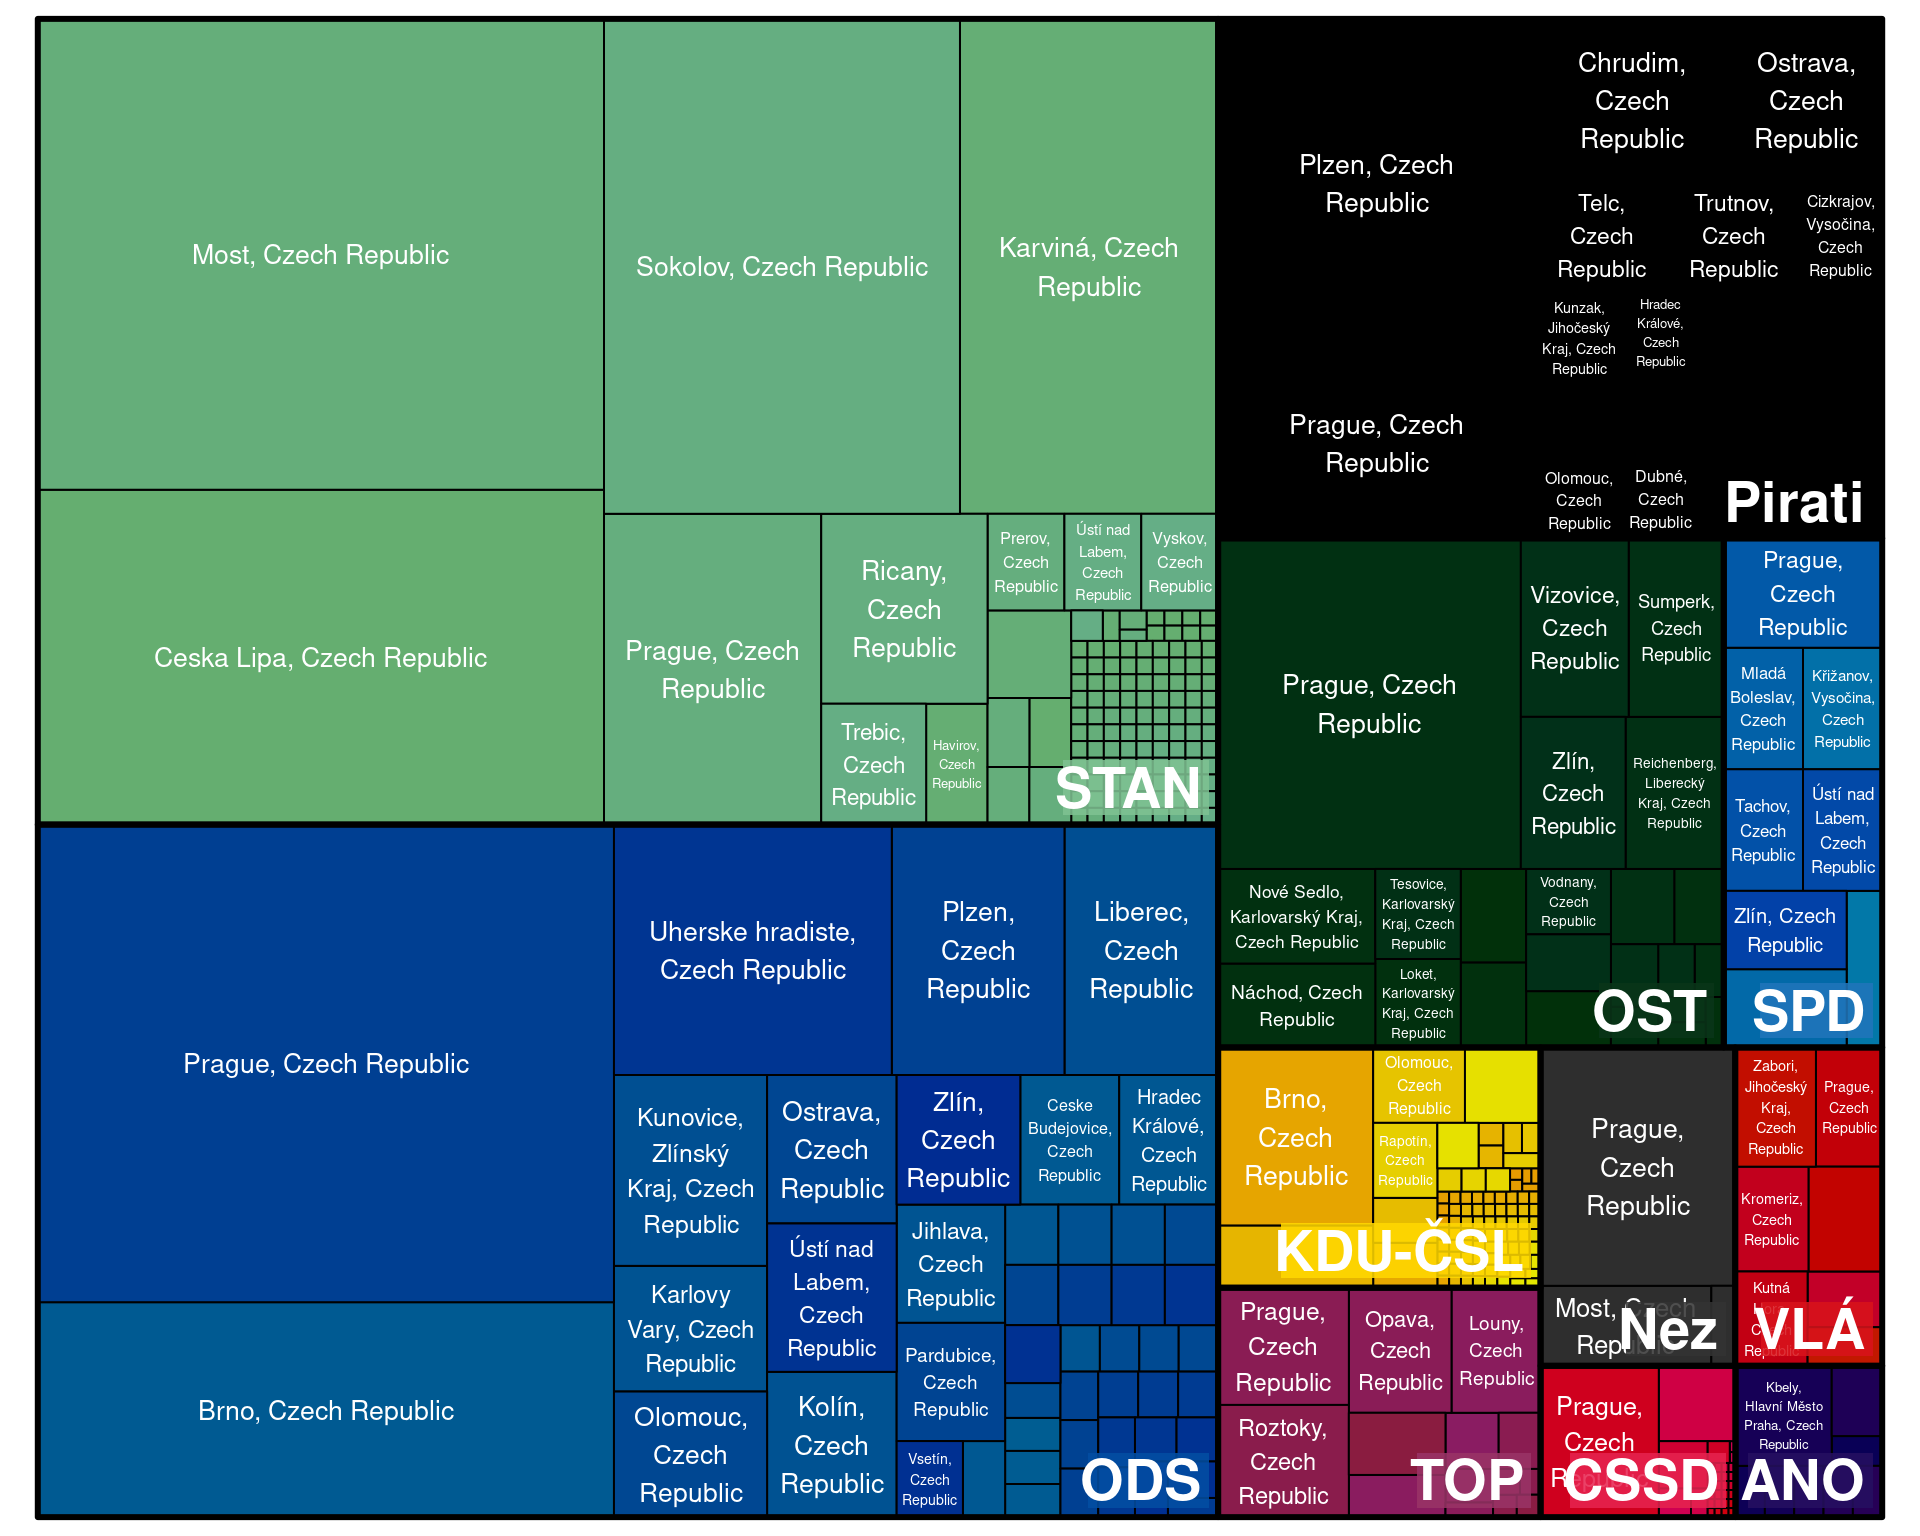 Most, Czech Republic
Ceska Lipa, Czech Republic
Sokolov, Czech Republic
Karviná, Czech
Republic
Prague, Czech
Republic
Ricany,
Czech
Republic
Trebic,
Czech
Republic
Havirov,
Czech
Republic
Prerov,
Czech
Republic
Ústí nad
Labem,
Czech
Republic
Vyskov,
Czech
Republic
STAN
Prague, Czech Republic
Brno, Czech Republic
Uherske hradiste,
Czech Republic
Plzen,
Czech
Republic
Liberec,
Czech
Republic
Kunovice,
Zlínský
Kraj, Czech
Republic
Karlovy
Vary, Czech
Republic
Olomouc,
Czech
Republic
Ostrava,
Czech
Republic
Ústí nad
Labem,
Czech
Republic
Kolín,
Czech
Republic
Zlín,
Czech
Republic
Ceske
Budejovice,
Czech
Republic
Hradec
Králové,
Czech
Republic
Jihlava,
Czech
Republic
Pardubice,
Czech
Republic
Vsetín,
Czech
Republic
ODS
Plzen, Czech
Republic
Prague, Czech
Republic
Chrudim,
Czech
Republic
Ostrava,
Czech
Republic
Telc,
Czech
Republic
Trutnov,
Czech
Republic
Cizkrajov,
Vysočina,
Czech
Republic
Kunzak,
Jihočeský
Kraj, Czech
Republic
Hradec
Králové,
Czech
Republic
Olomouc,
Czech
Republic
Dubné,
Czech
Republic
Pirati
Prague, Czech
Republic
Vizovice,
Czech
Republic
Sumperk,
Czech
Republic
Zlín,
Czech
Republic
Reichenberg,
Liberecký
Kraj, Czech
Republic
Nové Sedlo,
Karlovarský Kraj,
Czech Republic
Náchod, Czech
Republic
Tesovice,
Karlovarský
Kraj, Czech
Republic
Loket,
Karlovarský
Kraj, Czech
Republic
Vodnany,
Czech
Republic
OST
Prague,
Czech
Republic
Mladá
Boleslav,
Czech
Republic
Křižanov,
Vysočina,
Czech
Republic
Tachov,
Czech
Republic
Ústí nad
Labem,
Czech
Republic
Zlín, Czech
Republic
SPD
Brno,
Czech
Republic
Olomouc,
Czech
Republic
Rapotín,
Czech
Republic
KDU-ČSL
Prague,
Czech
Republic
Most, Czech
Republic
Nez
Zabori,
Jihočeský
Kraj,
Czech
Republic
Prague,
Czech
Republic
Kromeriz,
Czech
Republic
Kutná
Hora,
Czech
Republic
VLÁ
Prague,
Czech
Republic
Roztoky,
Czech
Republic
Opava,
Czech
Republic
Louny,
Czech
Republic
TOP
Prague,
Czech
Republic
CSSD
Kbely,
Hlavní Město
Praha, Czech
Republic
ANO